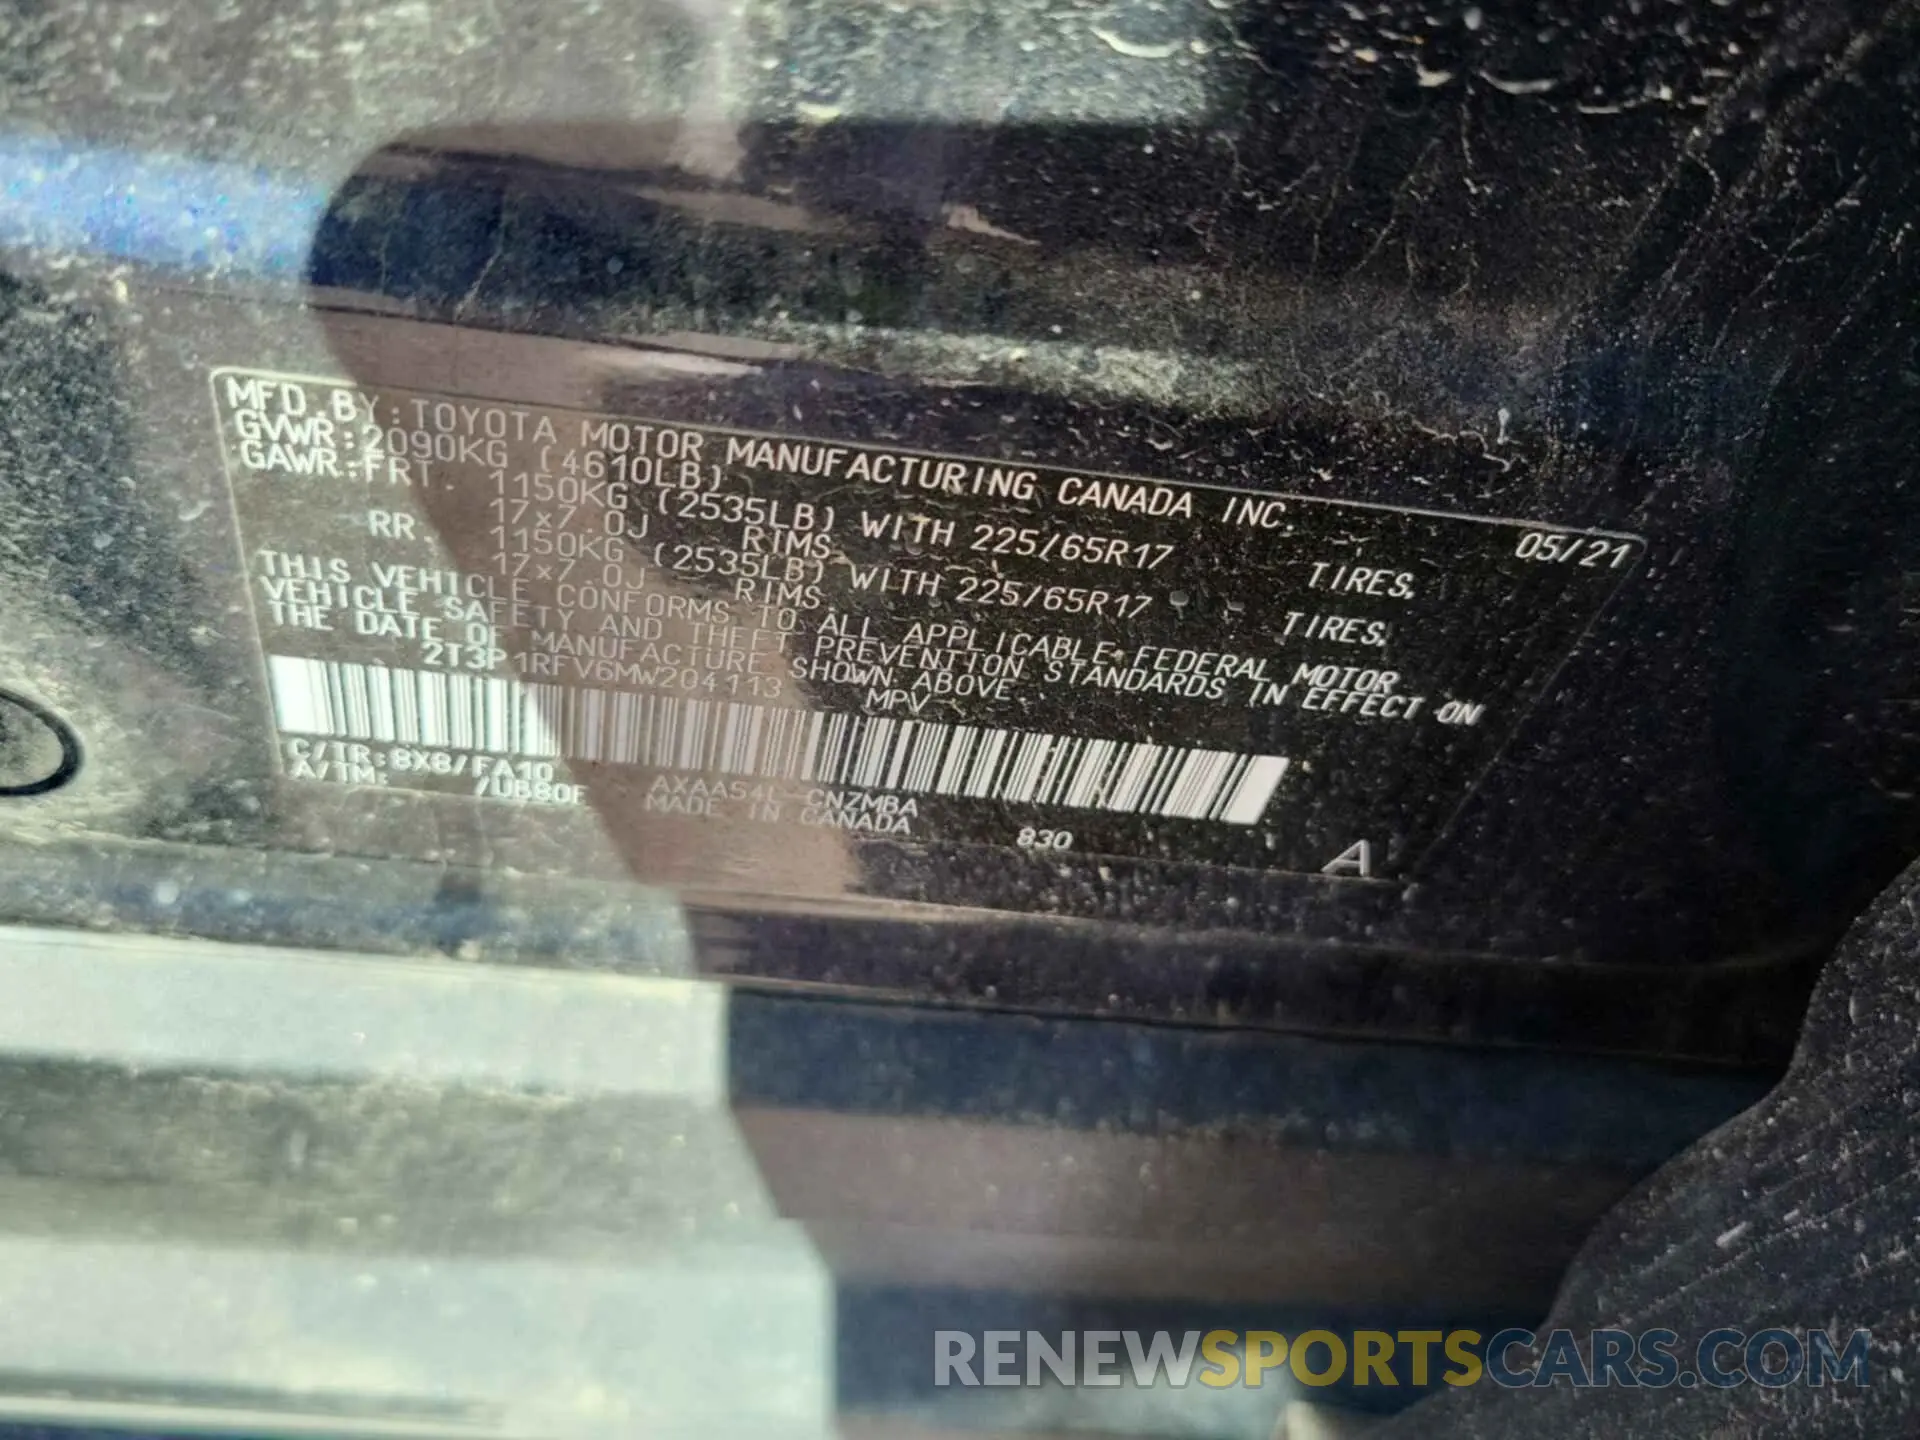 MFD.BY:TOYOTA MOTOR MANUFACTURING CANADA INC. 05/21
GVWR:2090KG (4610LB)
GAWR:FRT. 1150KG (2535LB) WITH 225/65R17 TIRES,
17x7.0J RIMS,
RR. 1150KG (2535LB) WITH 225/65R17 TIRES,
17x7.0J RIMS,
THIS VEHICLE CONFORMS TO ALL APPLICABLE FEDERAL MOTOR
VEHICLE SAFETY AND THEFT PREVENTION STANDARDS IN EFFECT ON
THE DATE OF MANUFACTURE SHOWN ABOVE
2T3P1RFV6MW204113 MPV
C/TR:8X8/FA10 AXAA54L-CNZMBA
A/TM: /UB80F MADE IN CANADA 830 A
RENEWSPORTSCARS.COM